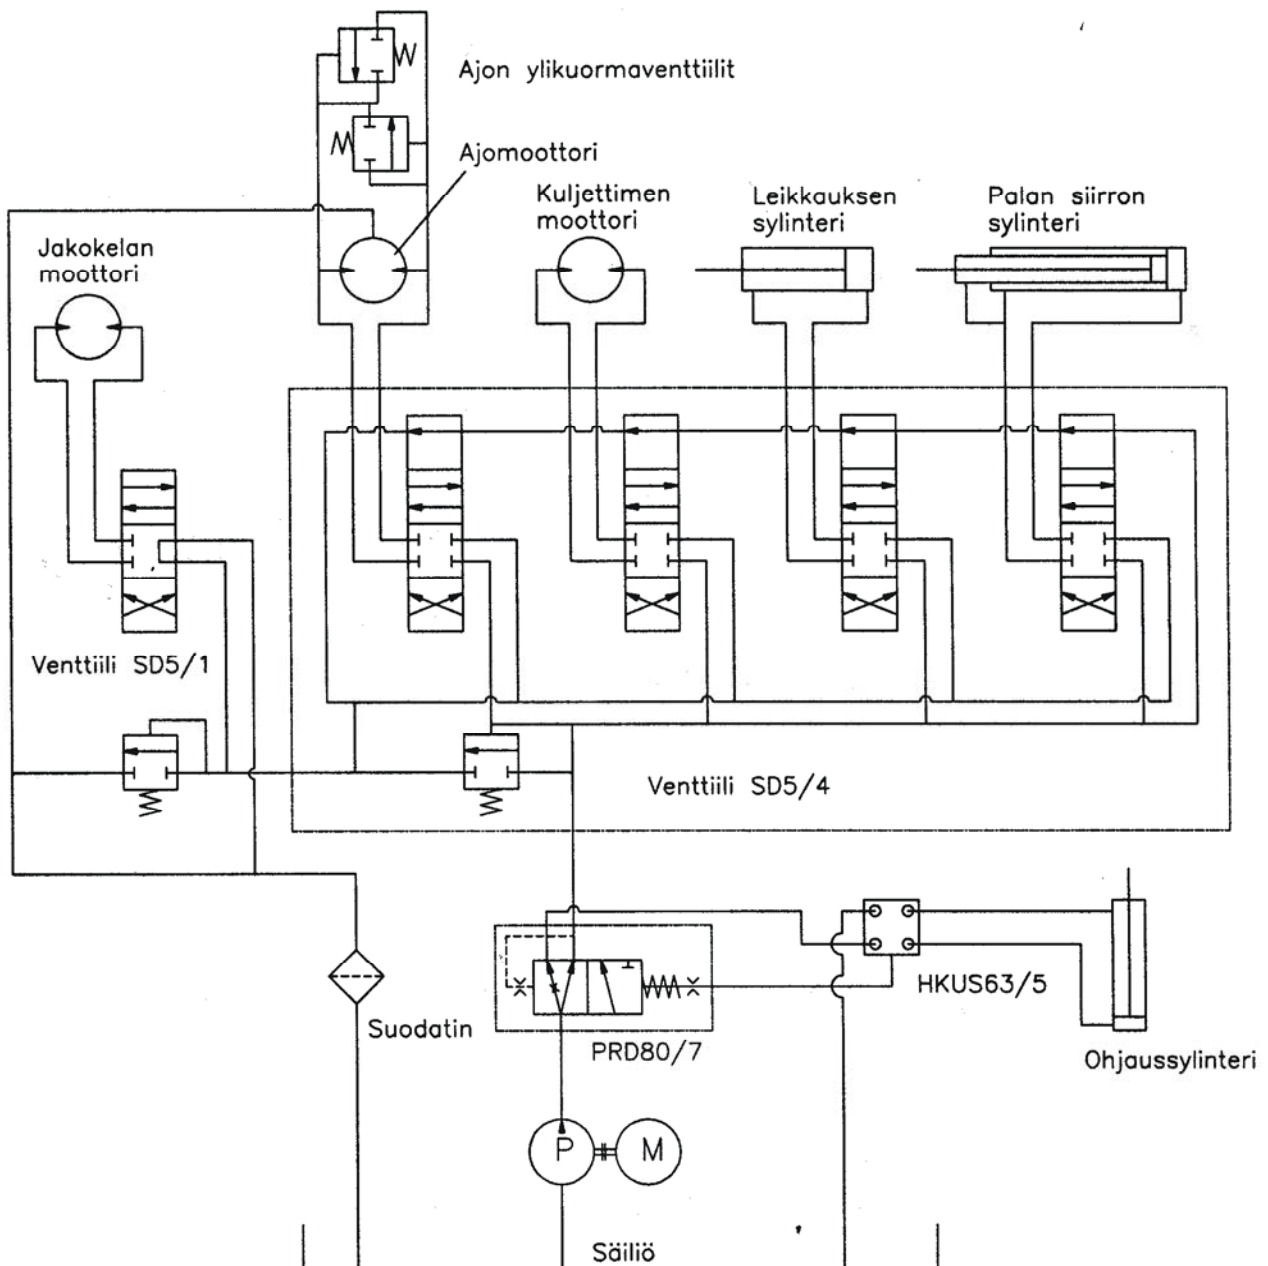 Ajon ylikuormaventtiilit
Ajomoottori
Kuljettimen
moottori
Leikkauksen
sylinteri
Palan siirron
sylinteri
Jakokelan
moottori
Venttiili SD5/1
Venttiili SD5/4
HKUS63/5
Suodatin
PRD80/7
Ohjaussylinteri
P
M
Säiliö